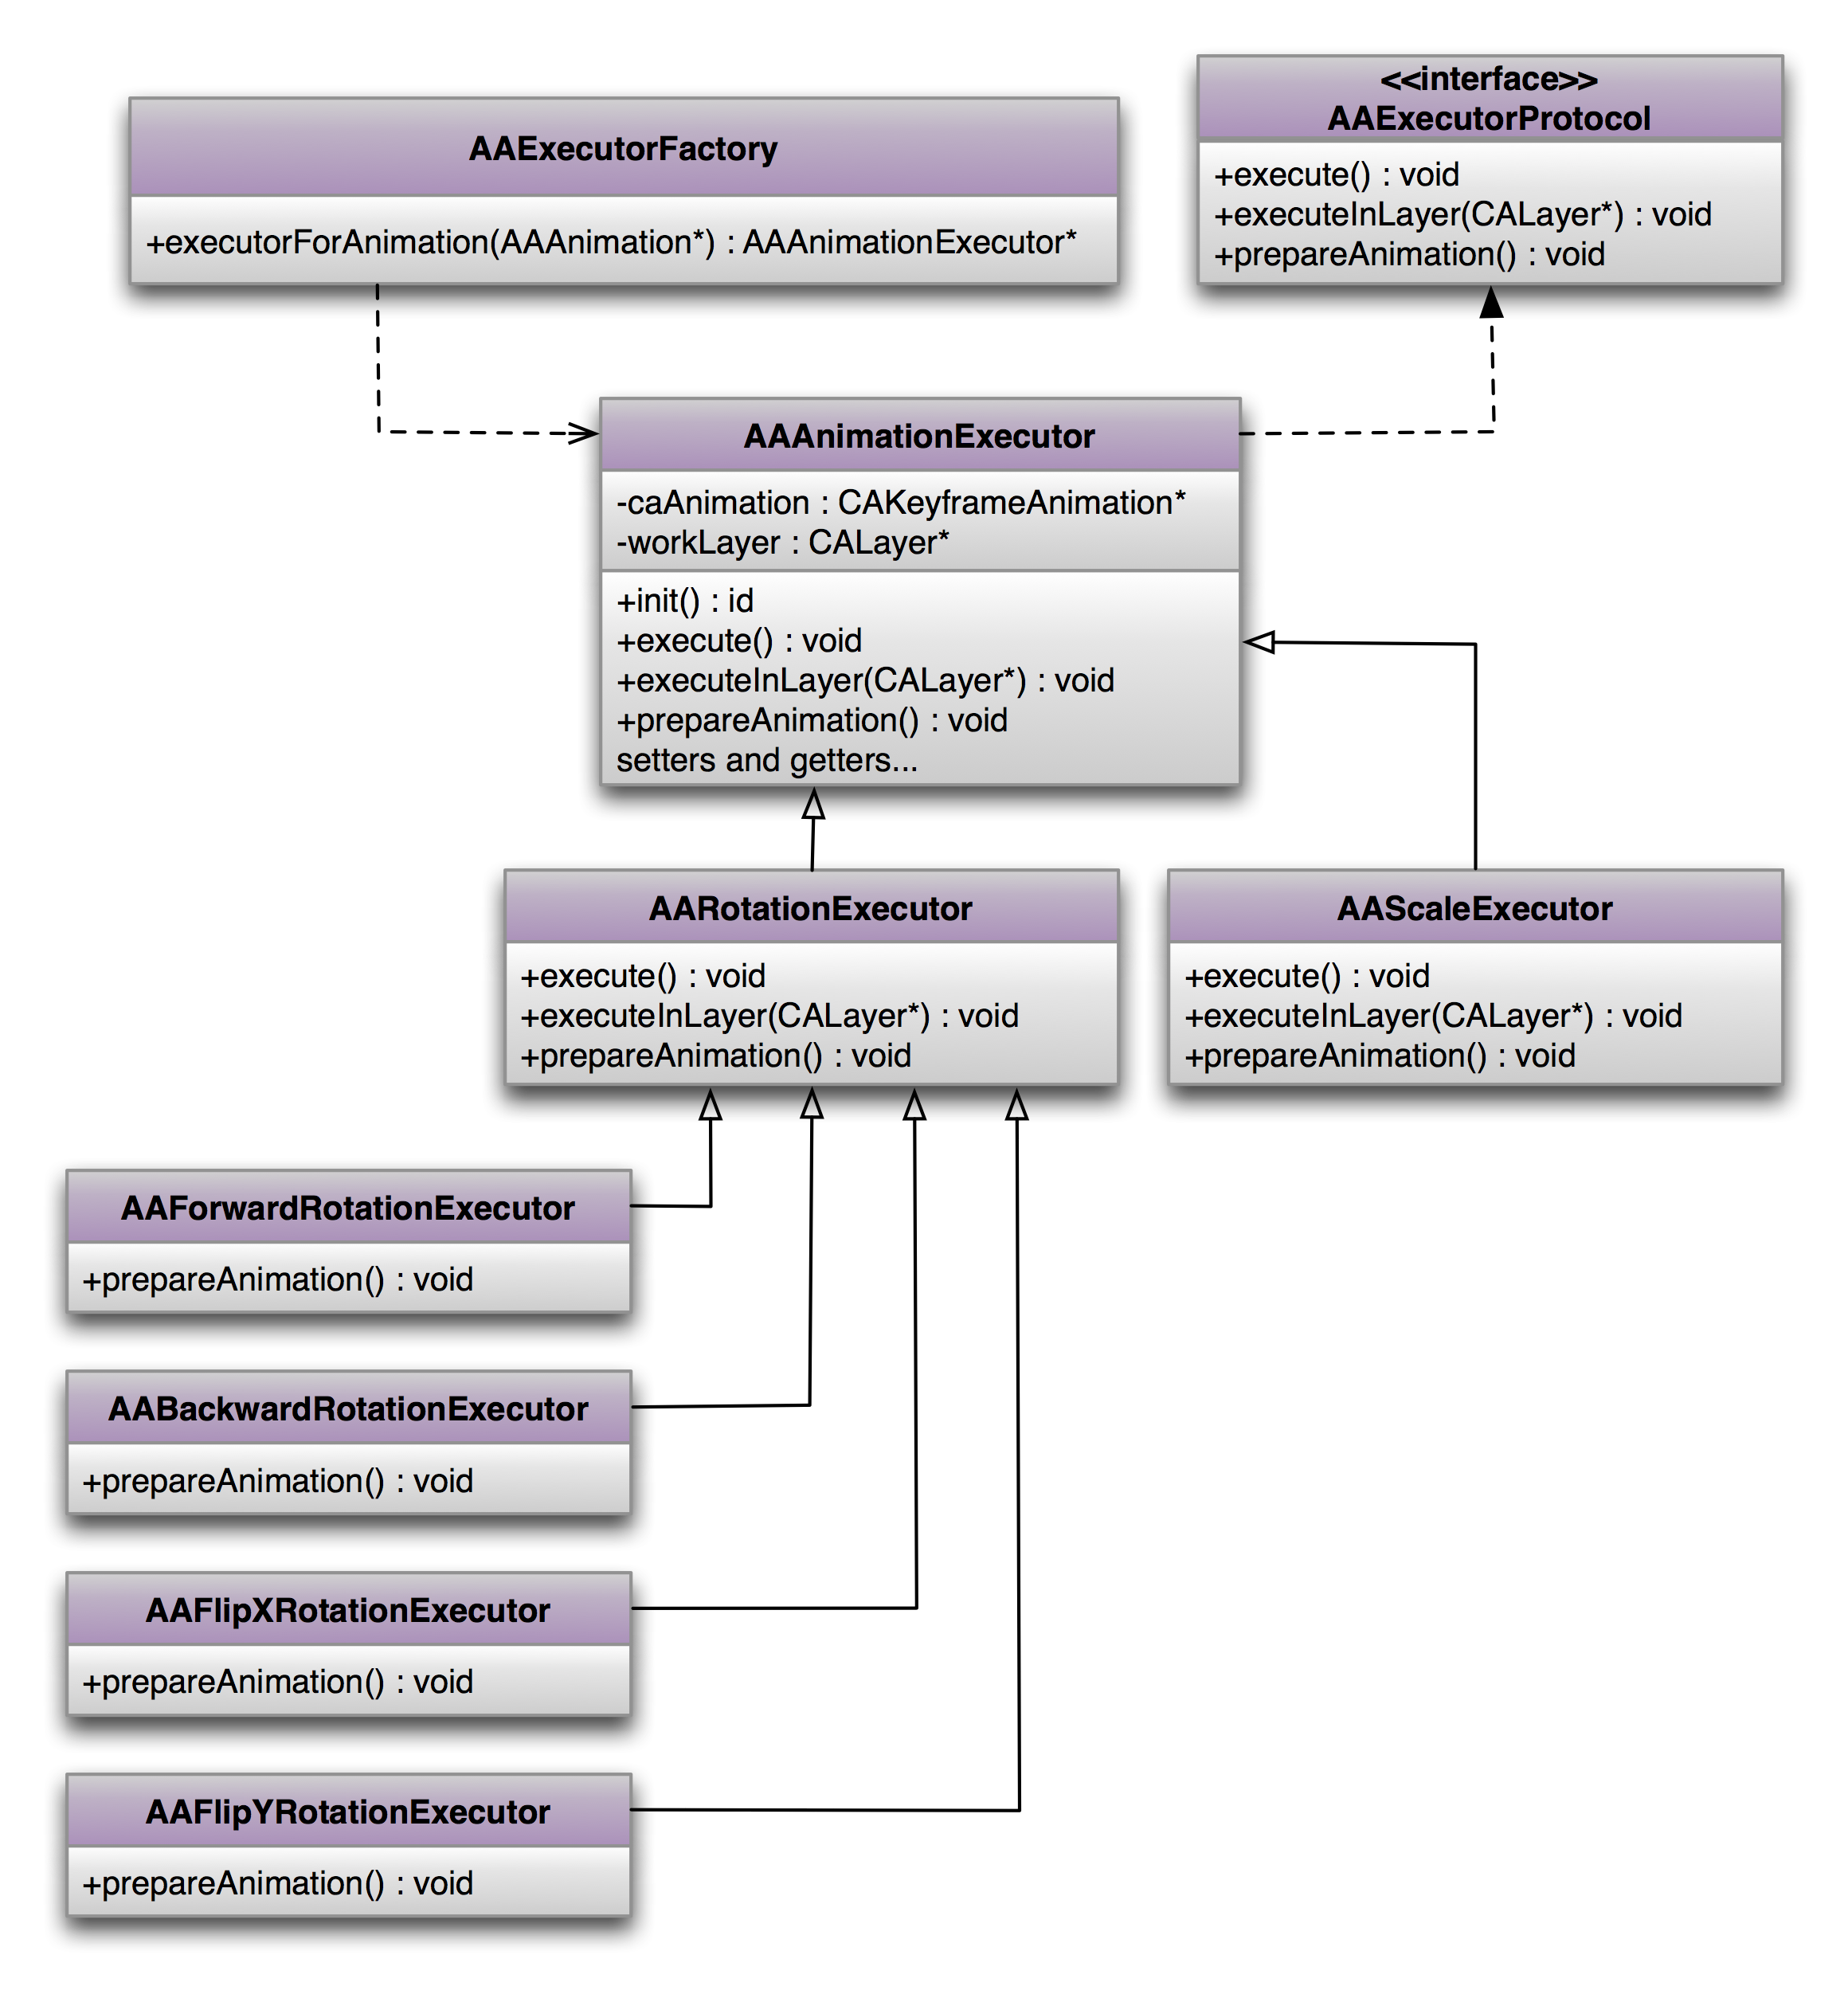 AAExecutorFactory
+executorForAnimation(AAAnimation*) : AAAnimationExecutor*
<<interface>>
AAExecutorProtocol
+execute() : void
+executeInLayer(CALayer*) : void
+prepareAnimation() : void
AAAnimationExecutor
-caAnimation : CAKeyframeAnimation*
-workLayer : CALayer*
+init() : id
+execute() : void
+executeInLayer(CALayer*) : void
+prepareAnimation() : void
setters and getters...
AARotationExecutor
+execute() : void
+executeInLayer(CALayer*) : void
+prepareAnimation() : void
AAScaleExecutor
+execute() : void
+executeInLayer(CALayer*) : void
+prepareAnimation() : void
AAForwardRotationExecutor
+prepareAnimation() : void
AABackwardRotationExecutor
+prepareAnimation() : void
AAFlipXRotationExecutor
+prepareAnimation() : void
AAFlipYRotationExecutor
+prepareAnimation() : void